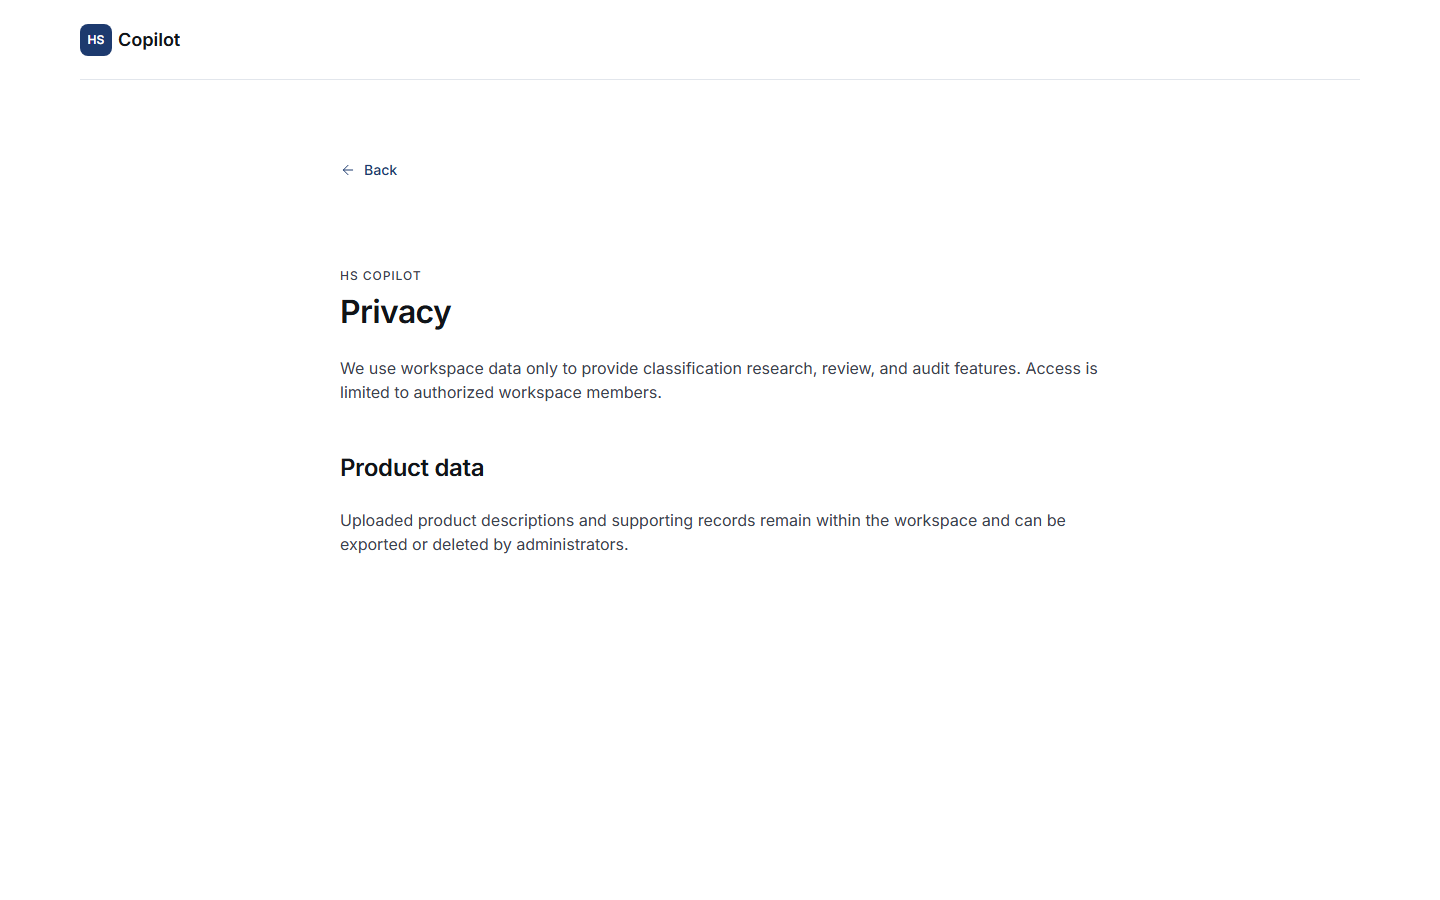 HS Copilot
Back
HS COPILOT
Privacy
We use workspace data only to provide classification research, review, and audit features. Access is
limited to authorized workspace members.
Product data
Uploaded product descriptions and supporting records remain within the workspace and can be
exported or deleted by administrators.